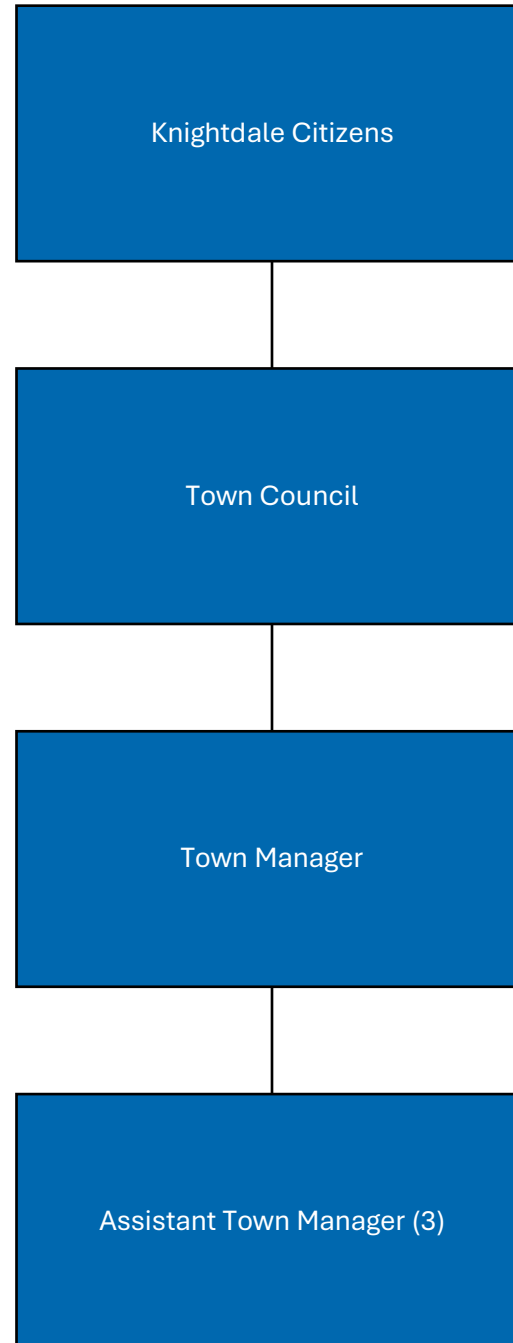 Knightdale Citizens
Town Council
Town Manager
Assistant Town Manager (3)